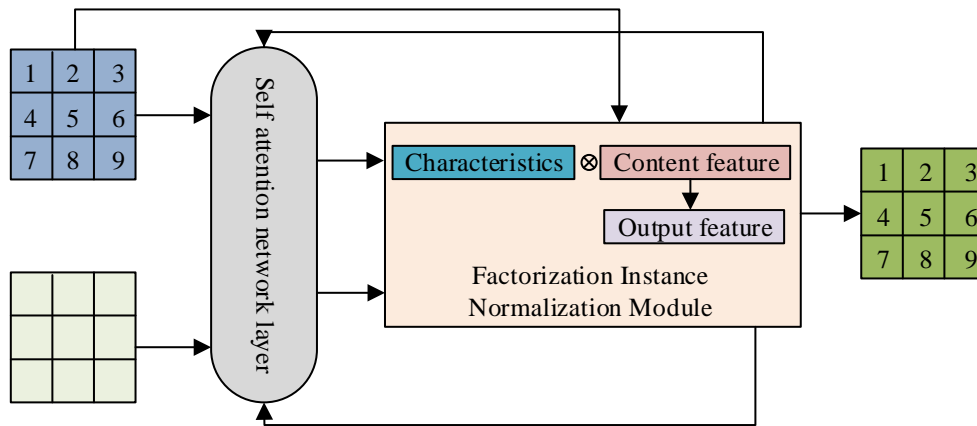 1 2 3
4 5 6
7 8 9
Self attention network layer
Characteristics ⊗ Content feature
Output feature
Factorization Instance
Normalization Module
1 2 3
4 5 6
7 8 9